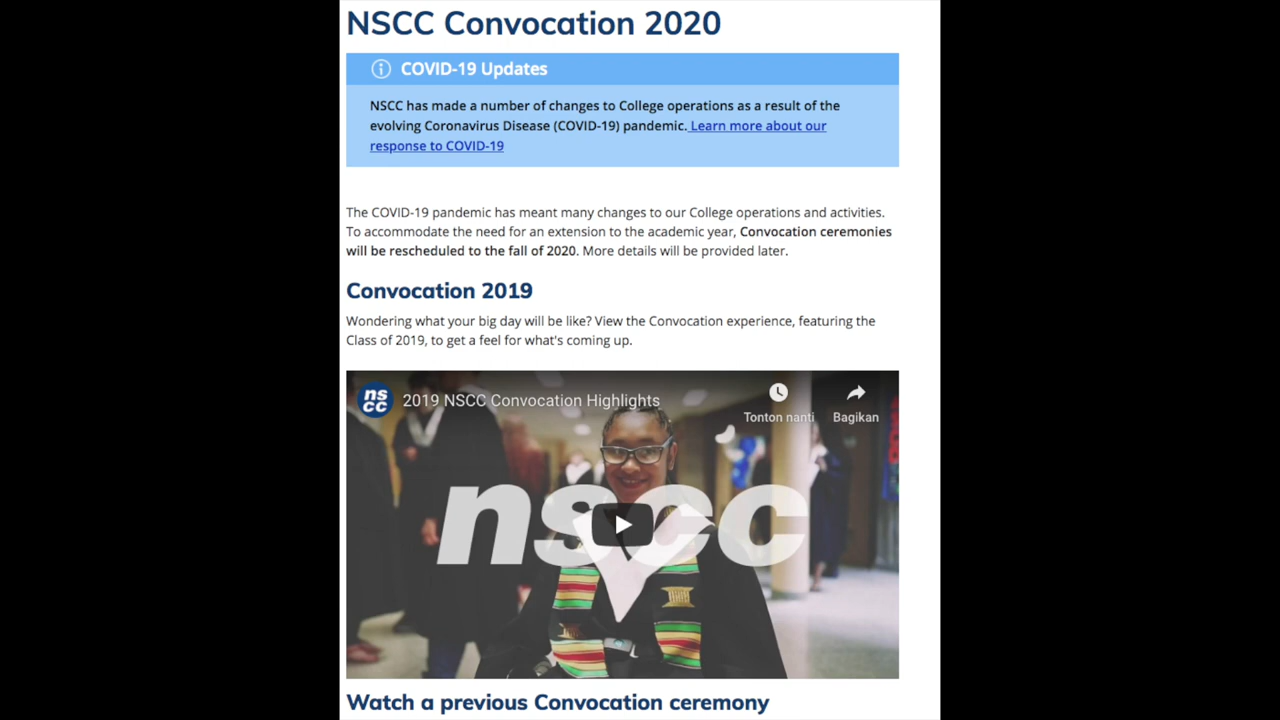 NSCC Convocation 2020
COVID-19 Updates
NSCC has made a number of changes to College operations as a result of the
evolving Coronavirus Disease (COVID-19) pandemic. Learn more about our
response to COVID-19
The COVID-19 pandemic has meant many changes to our College operations and activities.
To accommodate the need for an extension to the academic year, Convocation ceremonies
will be rescheduled to the fall of 2020. More details will be provided later.
Convocation 2019
Wondering what your big day will be like? View the Convocation experience, featuring the
Class of 2019, to get a feel for what's coming up.
ns
cc
2019 NSCC Convocation Highlights
Tonton nanti
Bagikan
nscc
Watch a previous Convocation ceremony